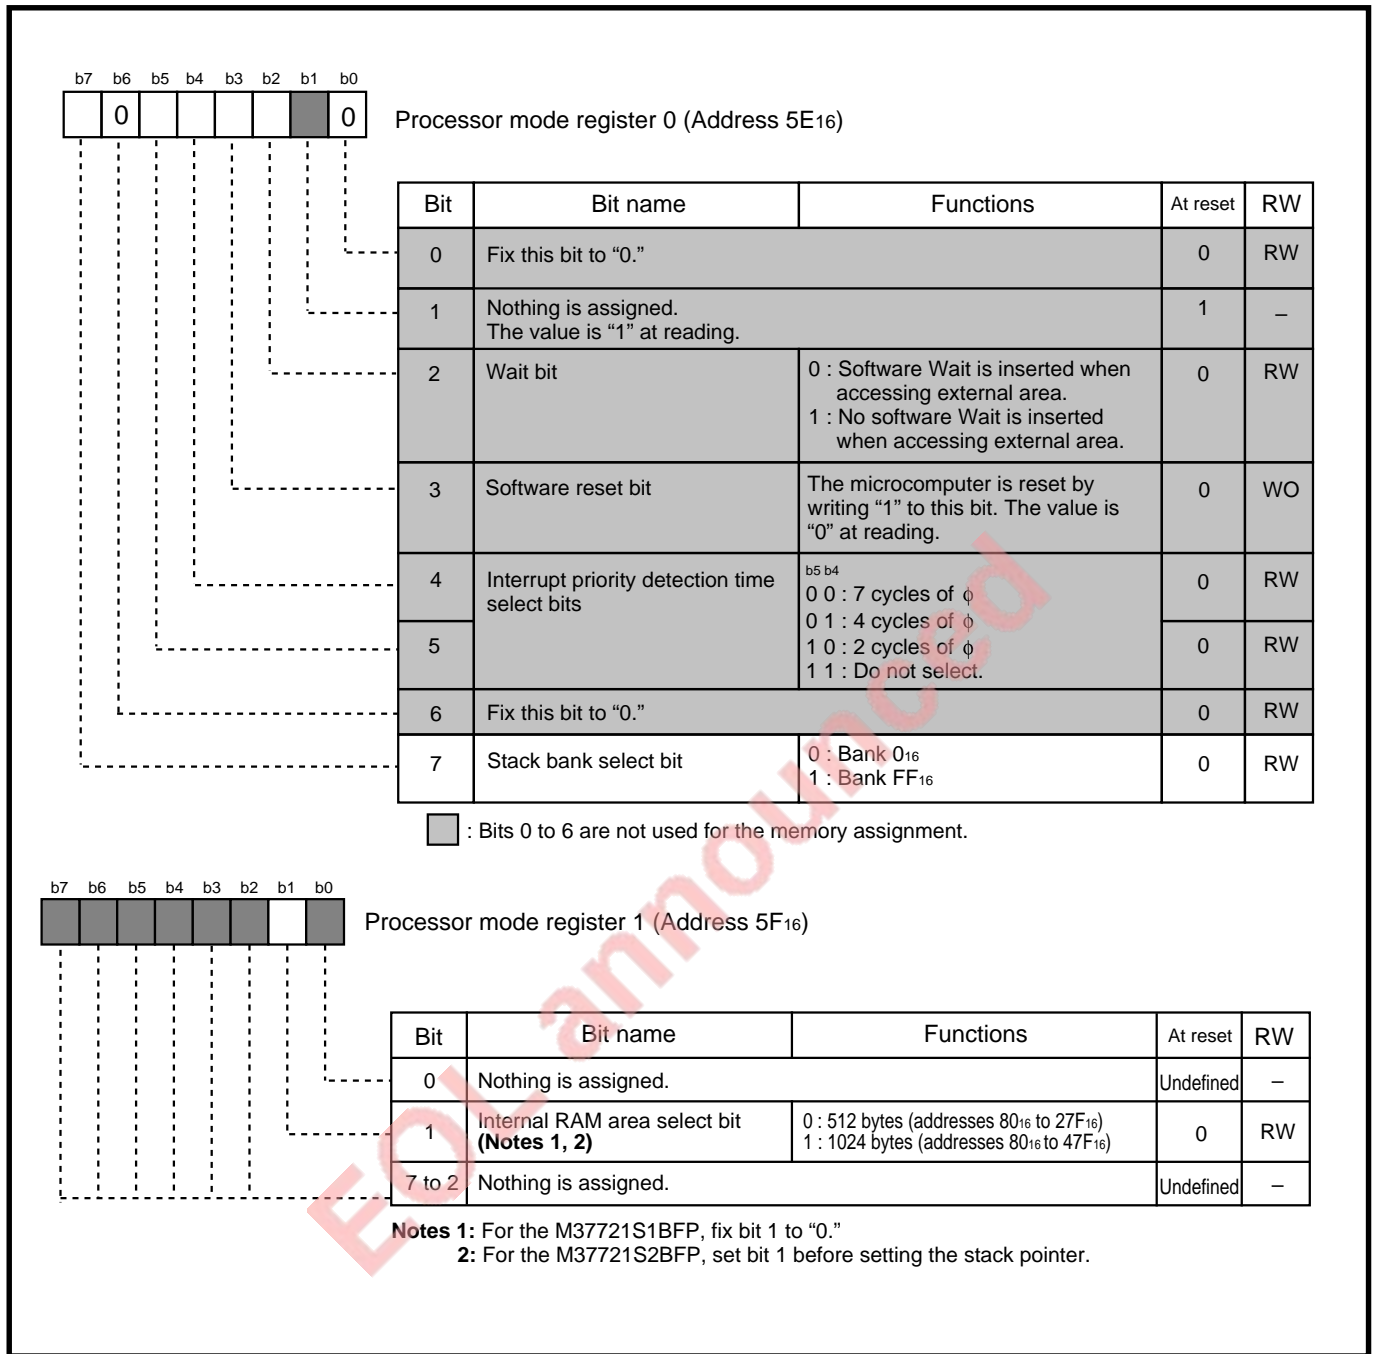 b7 b6 b5 b4 b3 b2 b1 b0
0 0
Processor mode register 0 (Address 5E16)
Bit Bit name Functions At reset RW
0 Fix this bit to “0.” 0 RW
1 Nothing is assigned. 1 –
The value is “1” at reading.
2 Wait bit 0 : Software Wait is inserted when 0 RW
accessing external area.
1 : No software Wait is inserted
when accessing external area.
3 Software reset bit The microcomputer is reset by 0 WO
writing “1” to this bit. The value is
“0” at reading.
b5 b4
4 Interrupt priority detection time 0 0 : 7 cycles of ϕ 0 RW
select bits 0 1 : 4 cycles of ϕ
5 1 0 : 2 cycles of ϕ 0 RW
1 1 : Do not select.
6 Fix this bit to “0.” 0 RW
7 Stack bank select bit 0 : Bank 016 0 RW
1 : Bank FF16
: Bits 0 to 6 are not used for the memory assignment.
b7 b6 b5 b4 b3 b2 b1 b0
Processor mode register 1 (Address 5F16)
Bit Bit name Functions At reset RW
0 Nothing is assigned. Undefined –
1 Internal RAM area select bit 0 : 512 bytes (addresses 8016 to 27F16) 0 RW
(Notes 1, 2) 1 : 1024 bytes (addresses 8016 to 47F16)
7 to 2 Nothing is assigned. Undefined –
Notes 1: For the M37721S1BFP, fix bit 1 to “0.”
2: For the M37721S2BFP, set bit 1 before setting the stack pointer.
EOL announced